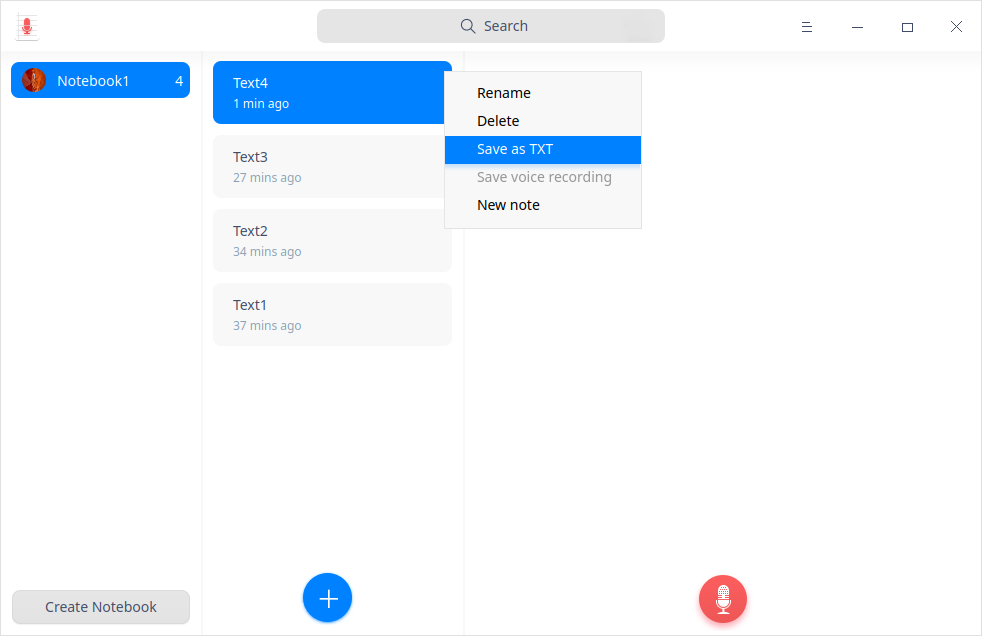 Search
Notebook1 4
Text4
1 min ago
Text3
27 mins ago
Text2
34 mins ago
Text1
37 mins ago
Rename
Delete
Save as TXT
Save voice recording
New note
Create Notebook